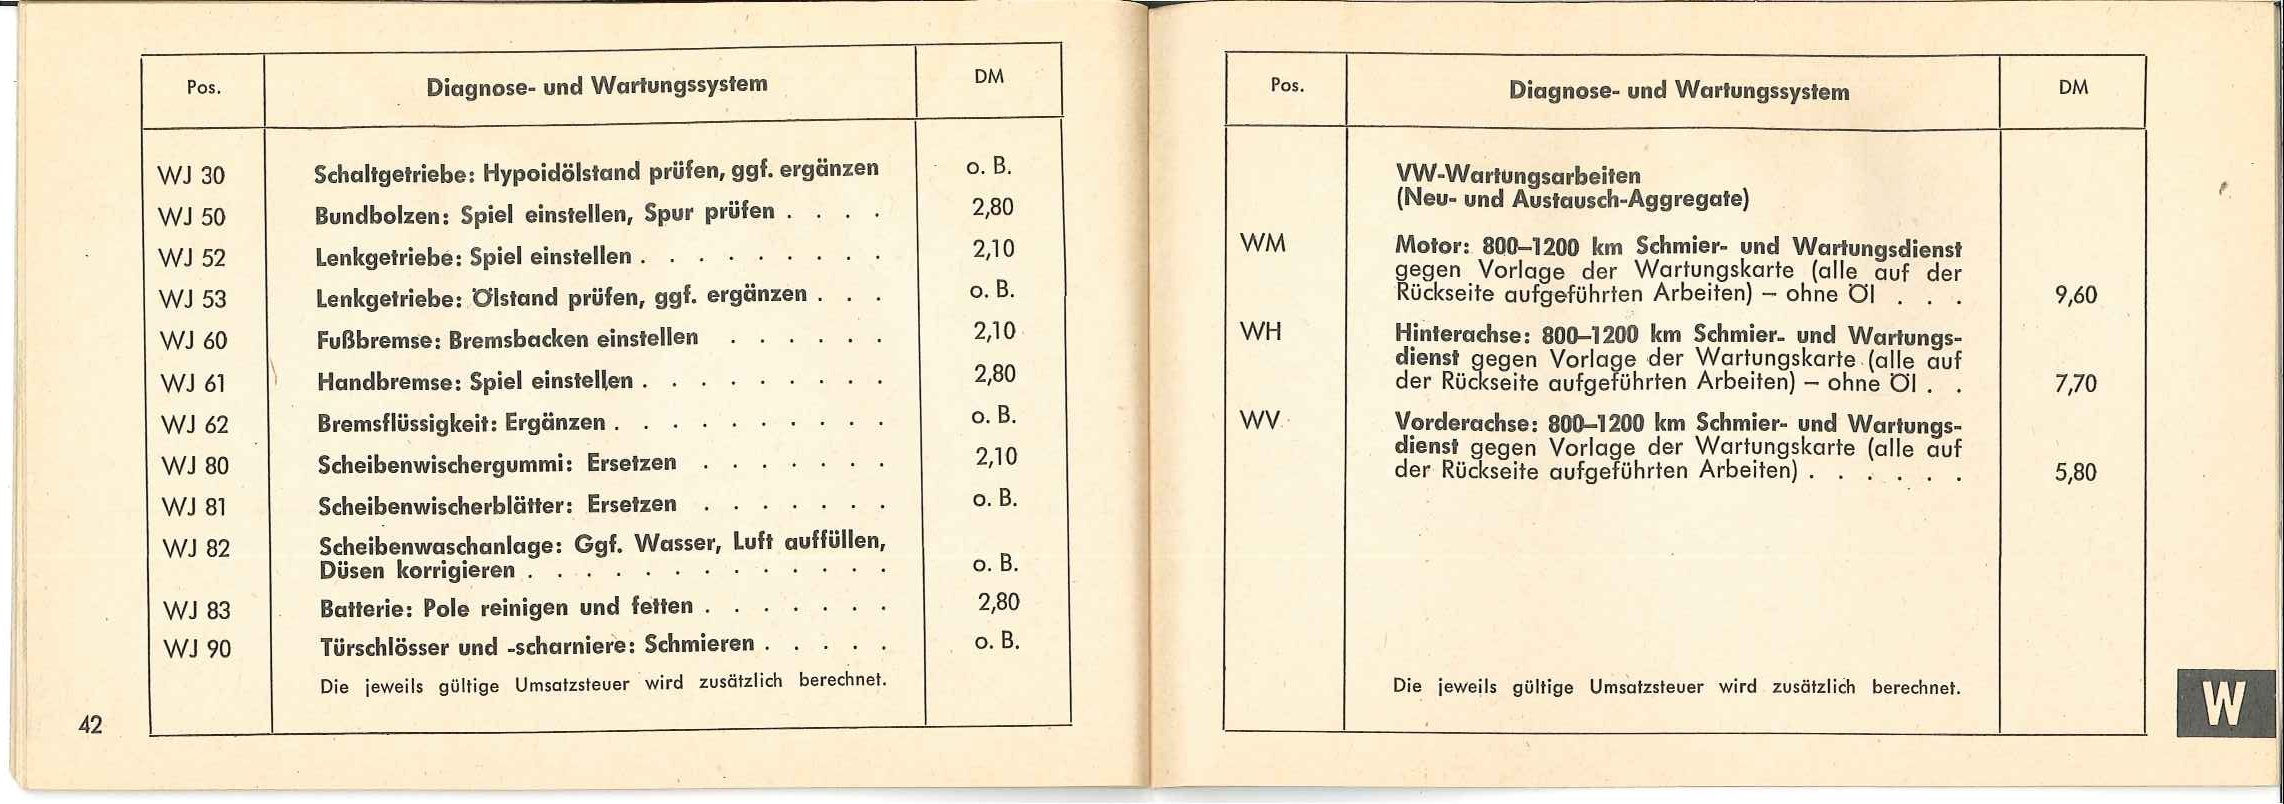 Pos. Diagnose- und Wartungssystem DM
WJ 30 Schaltgetriebe: Hypoidölstand prüfen, ggf. ergänzen o. B.
WJ 50 Bundbolzen: Spiel einstellen, Spur prüfen . . . . 2,80
WJ 52 Lenkgetriebe: Spiel einstellen . . . . . . . . . 2,10
WJ 53 Lenkgetriebe: Ölstand prüfen, ggf. ergänzen . . . o. B.
WJ 60 Fußbremse: Bremsbacken einstellen . . . . . . 2,10
WJ 61 Handbremse: Spiel einstellen . . . . . . . . . 2,80
WJ 62 Bremsflüssigkeit: Ergänzen . . . . . . . . . . o. B.
WJ 80 Scheibenwischergummi: Ersetzen . . . . . . . 2,10
WJ 81 Scheibenwischerblätter: Ersetzen . . . . . . . o. B.
WJ 82 Scheibenwaschanlage: Ggf. Wasser, Luft auffüllen,
Düsen korrigieren . . . . . . . . . . . . . o. B.
WJ 83 Batterie: Pole reinigen und fetten . . . . . . . 2,80
WJ 90 Türschlösser und -scharniere: Schmieren . . . . . o. B.
Die jeweils gültige Umsatzsteuer wird zusätzlich berechnet.
42
Pos. Diagnose- und Wartungssystem DM
VW-Wartungsarbeiten
(Neu- und Austausch-Aggregate)
WM Motor: 800–1200 km Schmier- und Wartungsdienst
gegen Vorlage der Wartungskarte (alle auf der
Rückseite aufgeführten Arbeiten) – ohne Öl . . . 9,60
WH Hinterachse: 800–1200 km Schmier- und Wartungs-
dienst gegen Vorlage der Wartungskarte (alle auf
der Rückseite aufgeführten Arbeiten) – ohne Öl . . 7,70
WV Vorderachse: 800–1200 km Schmier- und Wartungs-
dienst gegen Vorlage der Wartungskarte (alle auf
der Rückseite aufgeführten Arbeiten) . . . . . . 5,80
Die jeweils gültige Umsatzsteuer wird zusätzlich berechnet.
W